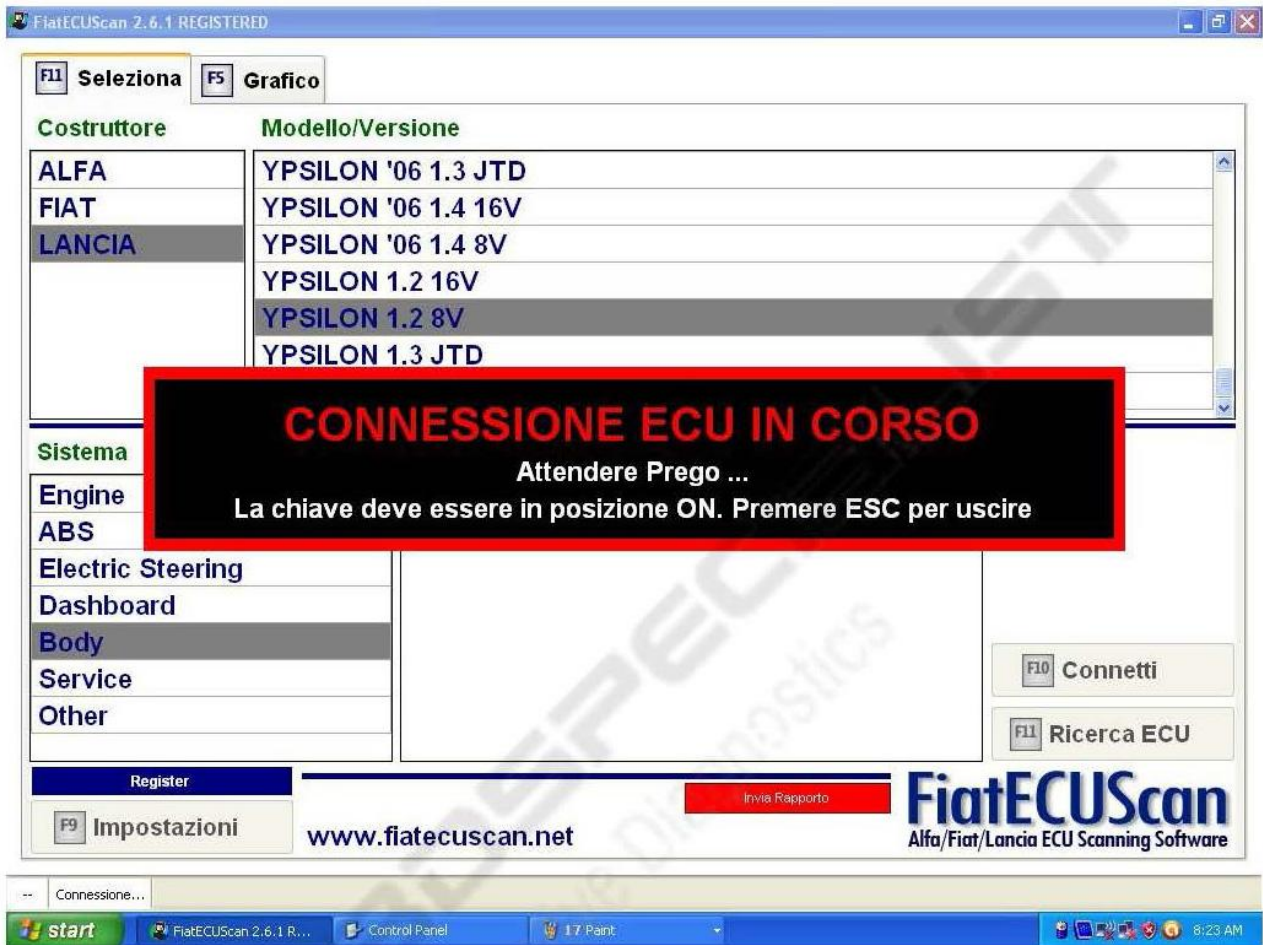 FiatECUScan 2.6.1 REGISTERED
F11 Seleziona F5 Grafico
Costruttore Modello/Versione
ALFA
FIAT
LANCIA
YPSILON '06 1.3 JTD
YPSILON '06 1.4 16V
YPSILON '06 1.4 8V
YPSILON 1.2 16V
YPSILON 1.2 8V
YPSILON 1.3 JTD
CONNESSIONE ECU IN CORSO
Attendere Prego ...
La chiave deve essere in posizione ON. Premere ESC per uscire
Sistema
Engine
ABS
Electric Steering
Dashboard
Body
Service
Other
F10 Connetti
F11 Ricerca ECU
Register
F9 Impostazioni
www.fiatecuscan.net
Invia Rapporto
FiatECUScan
Alfa/Fiat/Lancia ECU Scanning Software
-- Connessione...
start FiatECUScan 2.6.1 R... Control Panel 17 Paint 8:23 AM